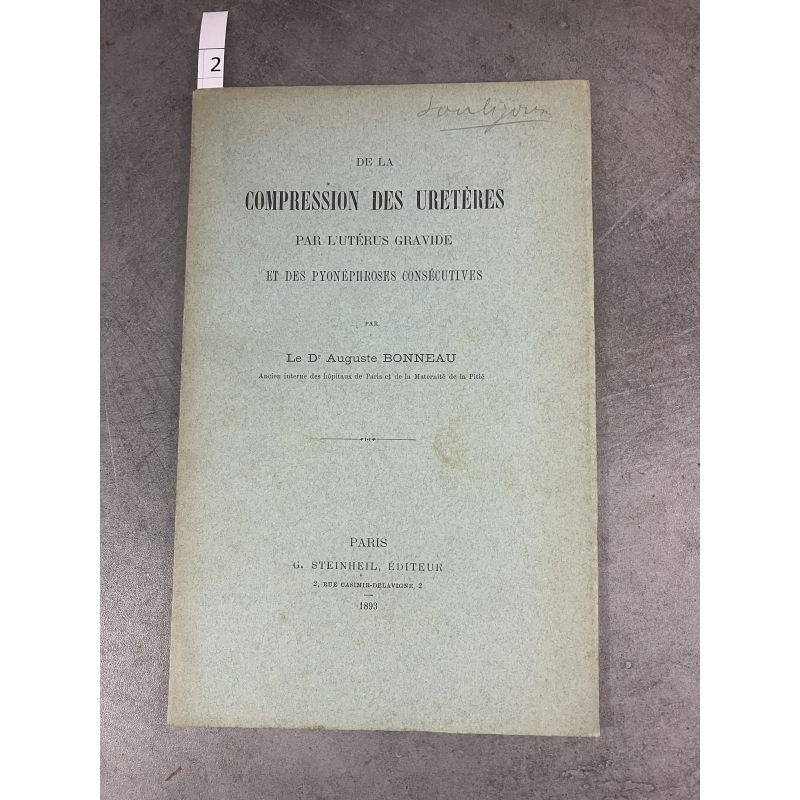 2
DE LA
COMPRESSION DES URETÈRES
PAR L'UTÉRUS GRAVIDE
ET DES PYONÉPHROSES CONSÉCUTIVES
PAR
Le Dr Auguste BONNEAU
Ancien interne des hôpitaux de Paris et de la Maternité de la Pitié
PARIS
G. STEINHEIL, ÉDITEUR
2, RUE CASIMIR-DELAVIGNE, 2
1893